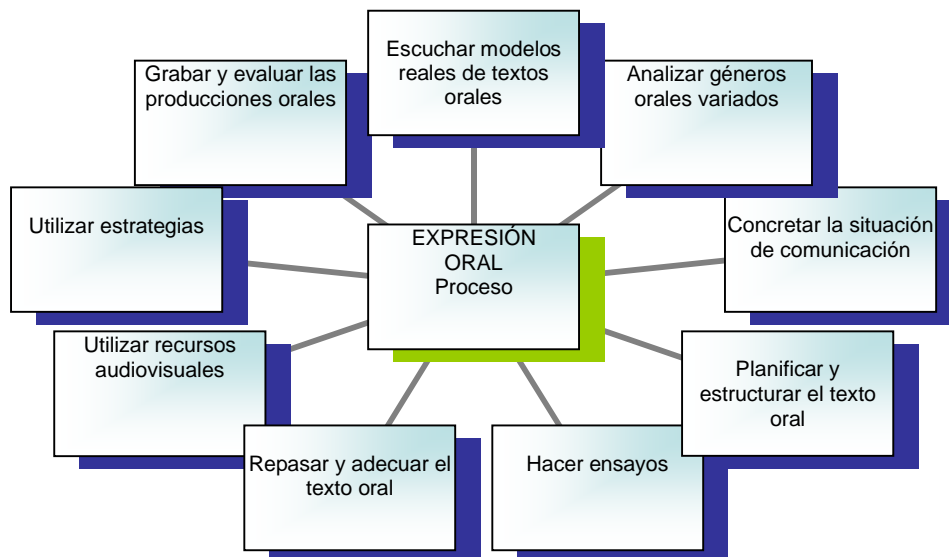 Escuchar modelos
reales de textos
orales
Grabar y evaluar las
producciones orales
Analizar géneros
orales variados
Utilizar estrategias
EXPRESIÓN
ORAL
Proceso
Concretar la situación
de comunicación
Utilizar recursos
audiovisuales
Planificar y
estructurar el texto
oral
Repasar y adecuar el
texto oral
Hacer ensayos